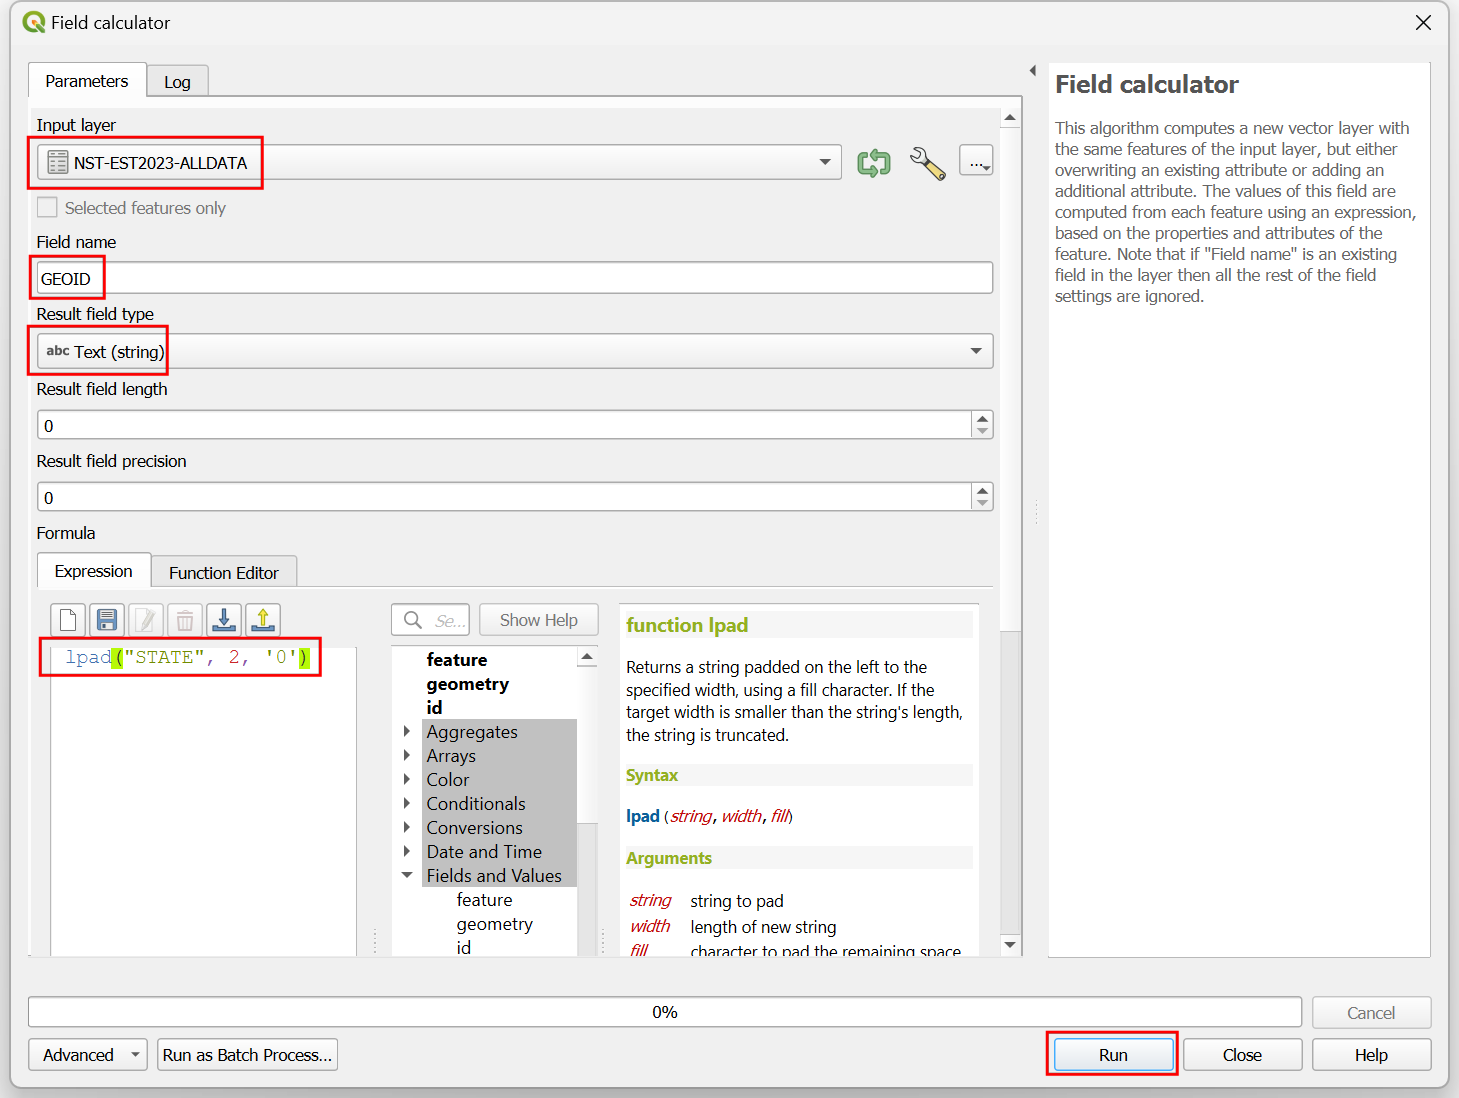 Field calculator
Parameters
Log
Input layer
NST-EST2023-ALLDATA
...
Selected features only
Field name
GEOID
Result field type
abc Text (string)
Result field length
0
Result field precision
0
Formula
Expression
Function Editor
Se...
Show Help
lpad("STATE", 2, '0')
feature
geometry
id
Aggregates
Arrays
Color
Conditionals
Conversions
Date and Time
Fields and Values
feature
geometry
id
function lpad
Returns a string padded on the left to the
specified width, using a fill character. If the
target width is smaller than the string's length,
the string is truncated.
Syntax
lpad (string, width, fill)
Arguments
string string to pad
width length of new string
fill character to pad the remaining space
Field calculator
This algorithm computes a new vector layer with
the same features of the input layer, but either
overwriting an existing attribute or adding an
additional attribute. The values of this field are
computed from each feature using an expression,
based on the properties and attributes of the
feature. Note that if "Field name" is an existing
field in the layer then all the rest of the field
settings are ignored.
0%
Cancel
Advanced
Run as Batch Process...
Run
Close
Help